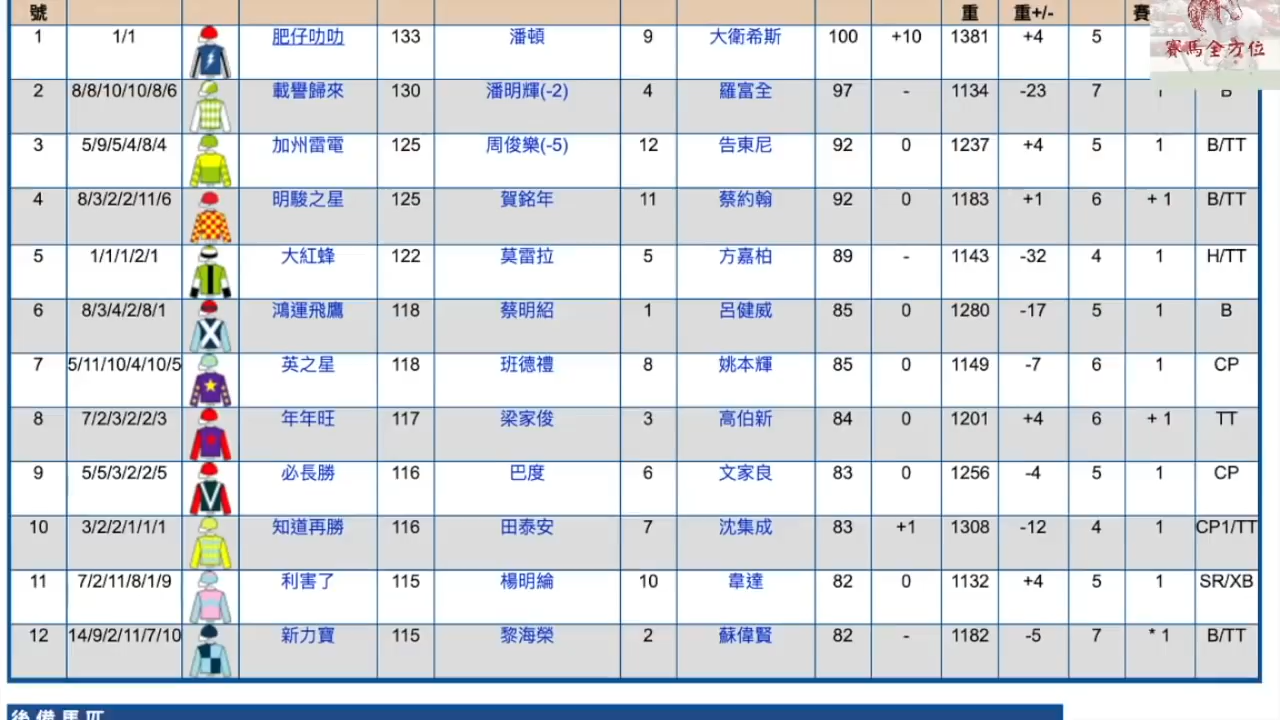 號 重 重+/- 賽
1 1/1 肥仔叻叻 133 潘頓 9 大衛希斯 100 +10 1381 +4 5
賽馬全方位
2 8/8/10/10/8/6 載譽歸來 130 潘明輝(-2) 4 羅富全 97 - 1134 -23 7 1 B
3 5/9/5/4/8/4 加州雷電 125 周俊樂(-5) 12 告東尼 92 0 1237 +4 5 1 B/TT
4 8/3/2/2/11/6 明駿之星 125 賀銘年 11 蔡約翰 92 0 1183 +1 6 + 1 B/TT
5 1/1/1/2/1 大紅蜂 122 莫雷拉 5 方嘉柏 89 - 1143 -32 4 1 H/TT
6 8/3/4/2/8/1 鴻運飛鷹 118 蔡明紹 1 呂健威 85 0 1280 -17 5 1 B
7 5/11/10/4/10/5 英之星 118 班德禮 8 姚本輝 85 0 1149 -7 6 1 CP
8 7/2/3/2/2/3 年年旺 117 梁家俊 3 高伯新 84 0 1201 +4 6 + 1 TT
9 5/5/3/2/2/5 必長勝 116 巴度 6 文家良 83 0 1256 -4 5 1 CP
10 3/2/2/1/1/1 知道再勝 116 田泰安 7 沈集成 83 +1 1308 -12 4 1 CP1/TT
11 7/2/11/8/1/9 利害了 115 楊明綸 10 韋達 82 0 1132 +4 5 1 SR/XB
12 14/9/2/11/7/10 新力寶 115 黎海榮 2 蘇偉賢 82 - 1182 -5 7 * 1 B/TT
後備馬匹